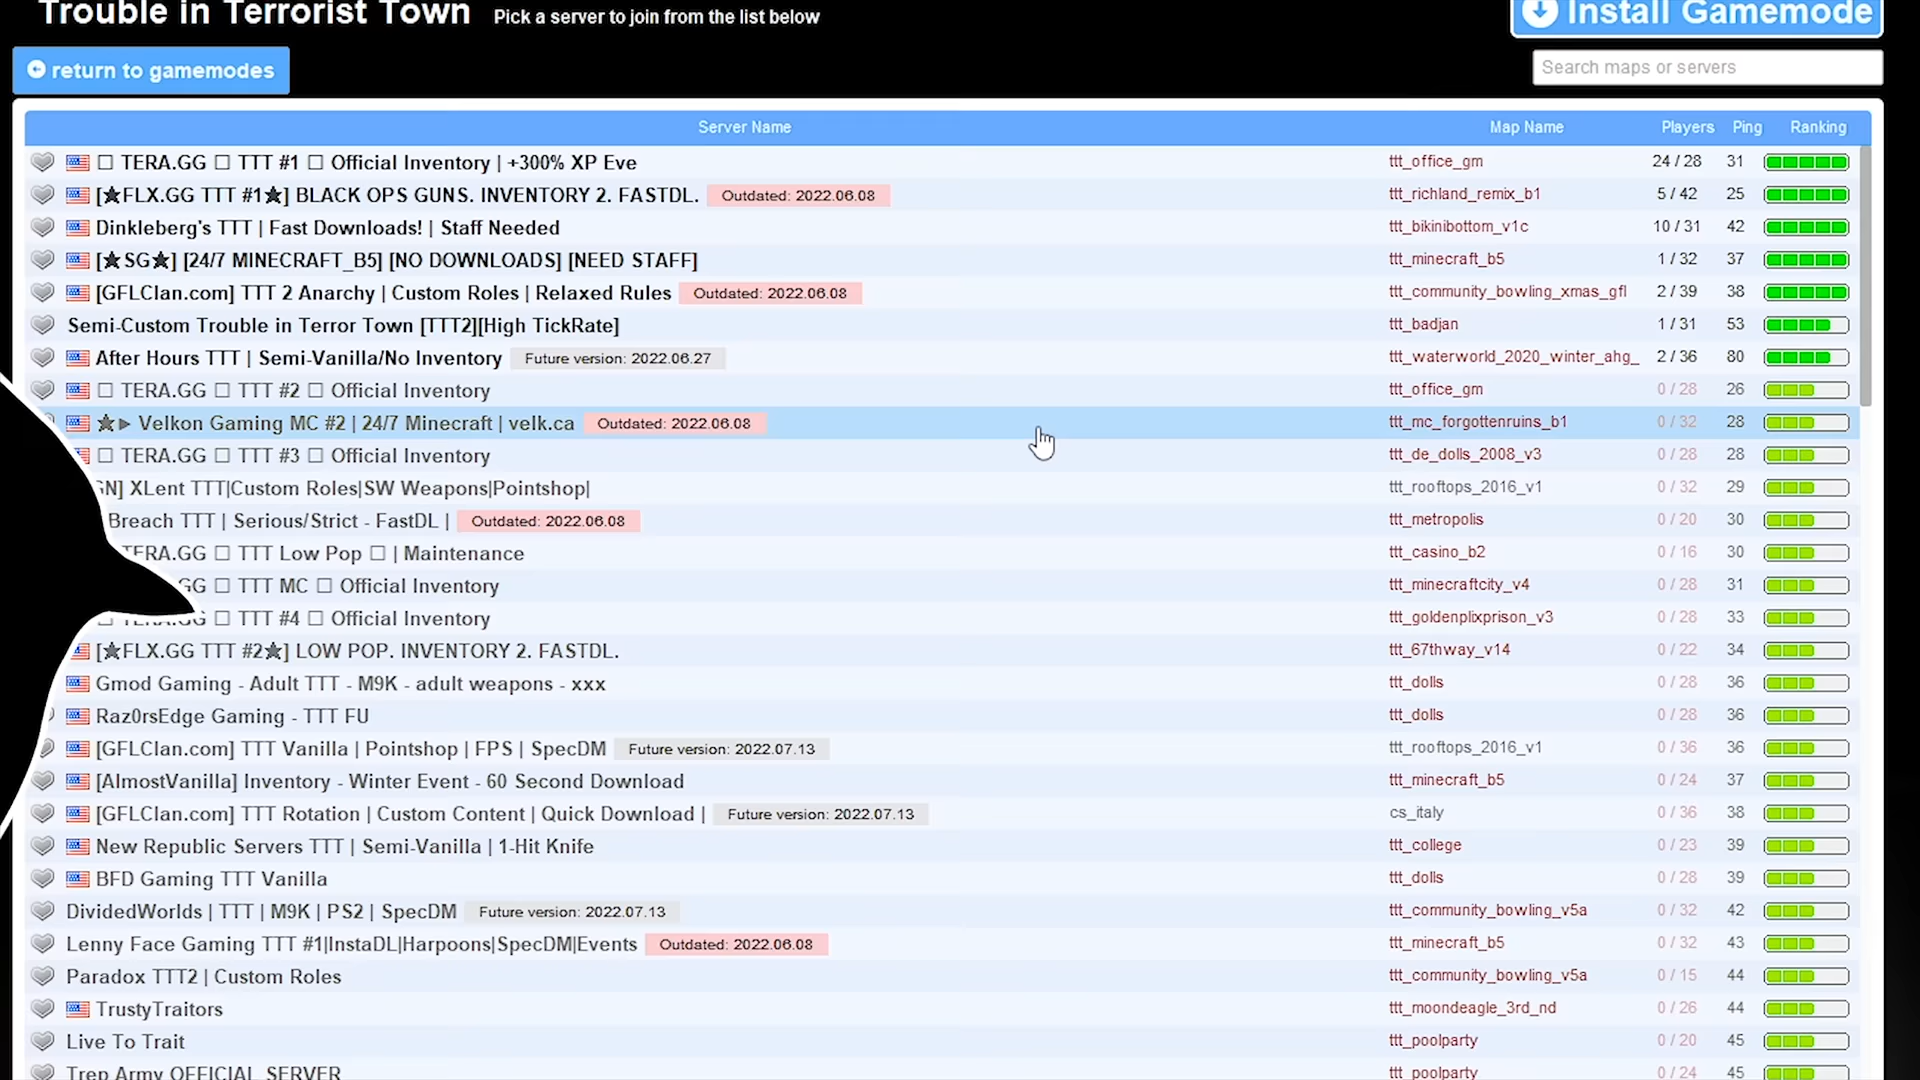 Trouble in Terrorist Town Pick a server to join from the list below Install Gamemode
return to gamemodes Search maps or servers
Server Name Map Name Players Ping Ranking
□ TERA.GG □ TTT #1 □ Official Inventory | +300% XP Eve ttt_office_gm 24 / 28 31
[★FLX.GG TTT #1★] BLACK OPS GUNS. INVENTORY 2. FASTDL. Outdated: 2022.06.08 ttt_richland_remix_b1 5 / 42 25
Dinkleberg's TTT | Fast Downloads! | Staff Needed ttt_bikinibottom_v1c 10 / 31 42
[★SG★] [24/7 MINECRAFT_B5] [NO DOWNLOADS] [NEED STAFF] ttt_minecraft_b5 1 / 32 37
[GFLClan.com] TTT 2 Anarchy | Custom Roles | Relaxed Rules Outdated: 2022.06.08 ttt_community_bowling_xmas_gfl 2 / 39 38
Semi-Custom Trouble in Terror Town [TTT2][High TickRate] ttt_badjan 1 / 31 53
After Hours TTT | Semi-Vanilla/No Inventory Future version: 2022.06.27 ttt_waterworld_2020_winter_ahg_ 2 / 36 80
□ TERA.GG □ TTT #2 □ Official Inventory ttt_office_gm 0 / 28 26
★► Velkon Gaming MC #2 | 24/7 Minecraft | velk.ca Outdated: 2022.06.08 ttt_mc_forgottenruins_b1 0 / 32 28
□ TERA.GG □ TTT #3 □ Official Inventory ttt_de_dolls_2008_v3 0 / 28 28
N] XLent TTT|Custom Roles|SW Weapons|Pointshop| ttt_rooftops_2016_v1 0 / 32 29
Breach TTT | Serious/Strict - FastDL | Outdated: 2022.06.08 ttt_metropolis 0 / 20 30
TERA.GG □ TTT Low Pop □ | Maintenance ttt_casino_b2 0 / 16 30
GG □ TTT MC □ Official Inventory ttt_minecraftcity_v4 0 / 28 31
□ TERA.GG □ TTT #4 □ Official Inventory ttt_goldenplixprison_v3 0 / 28 33
[★FLX.GG TTT #2★] LOW POP. INVENTORY 2. FASTDL. ttt_67thway_v14 0 / 22 34
Gmod Gaming - Adult TTT - M9K - adult weapons - xxx ttt_dolls 0 / 28 36
Raz0rsEdge Gaming - TTT FU ttt_dolls 0 / 28 36
[GFLClan.com] TTT Vanilla | Pointshop | FPS | SpecDM Future version: 2022.07.13 ttt_rooftops_2016_v1 0 / 36 36
[AlmostVanilla] Inventory - Winter Event - 60 Second Download ttt_minecraft_b5 0 / 24 37
[GFLClan.com] TTT Rotation | Custom Content | Quick Download | Future version: 2022.07.13 cs_italy 0 / 36 38
New Republic Servers TTT | Semi-Vanilla | 1-Hit Knife ttt_college 0 / 23 39
BFD Gaming TTT Vanilla ttt_dolls 0 / 28 39
DividedWorlds | TTT | M9K | PS2 | SpecDM Future version: 2022.07.13 ttt_community_bowling_v5a 0 / 32 42
Lenny Face Gaming TTT #1|InstaDL|Harpoons|SpecDM|Events Outdated: 2022.06.08 ttt_minecraft_b5 0 / 32 43
Paradox TTT2 | Custom Roles ttt_community_bowling_v5a 0 / 15 44
TrustyTraitors ttt_moondeagle_3rd_nd 0 / 26 44
Live To Trait ttt_poolparty 0 / 20 45
Trep Army OFFICIAL SERVER ttt_poolparty 0 / 24 45